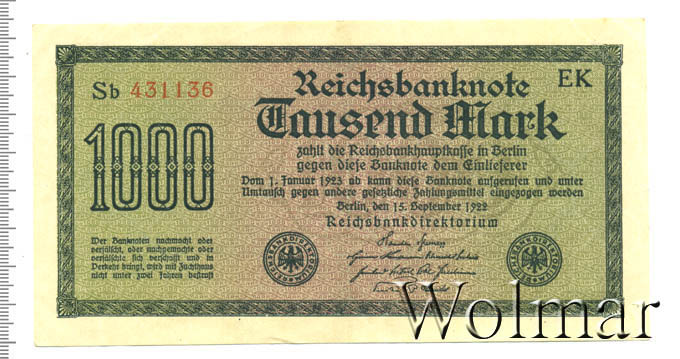 Sb 431136
Reichsbanknote
EK
Tausend Mark
1000
zahlt die Reichsbankhauptkasse in Berlin
gegen diese Banknote dem Einlieferer
Vom 1. Januar 1923 ab kann diese Banknote aufgerufen und unter
Umtausch gegen andere gesetzliche Zahlungsmittel eingezogen werden
Berlin, den 15. September 1922
Reichsbankdirektorium
Wer Banknoten nachmacht oder
verfälscht, oder nachgemachte oder
verfälschte sich verschafft und in
Verkehr bringt, wird mit Zuchthaus
nicht unter zwei Jahren bestraft
REICHSBANKDIREKTORIUM
REICHSBANKDIREKTORIUM
Wolmar